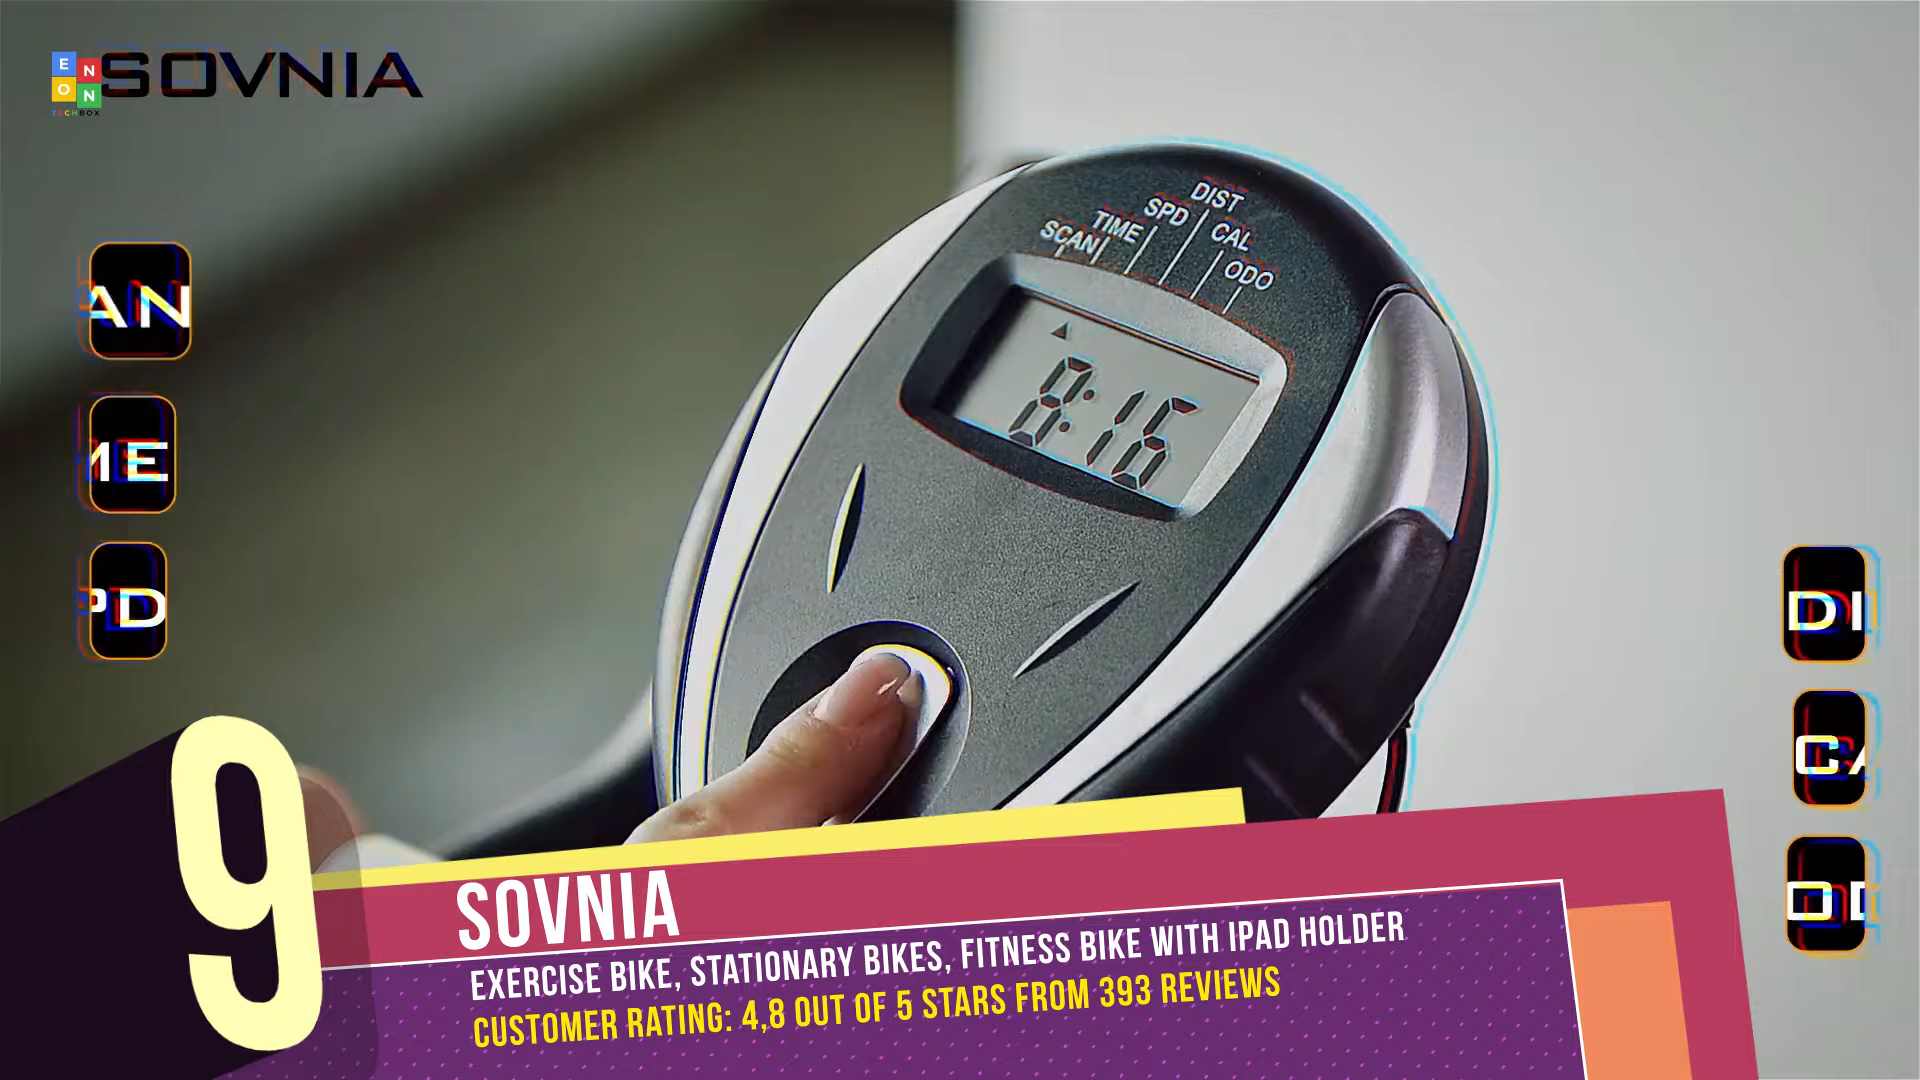 E N
O N
TECHBOX
SOVNIA
DIST
SPD
CAL
TIME
SCAN
ODO
8:16
AN
ME
PD
DI
CA
OD
9
SOVNIA
EXERCISE BIKE, STATIONARY BIKES, FITNESS BIKE WITH IPAD HOLDER
CUSTOMER RATING: 4,8 OUT OF 5 STARS FROM 393 REVIEWS